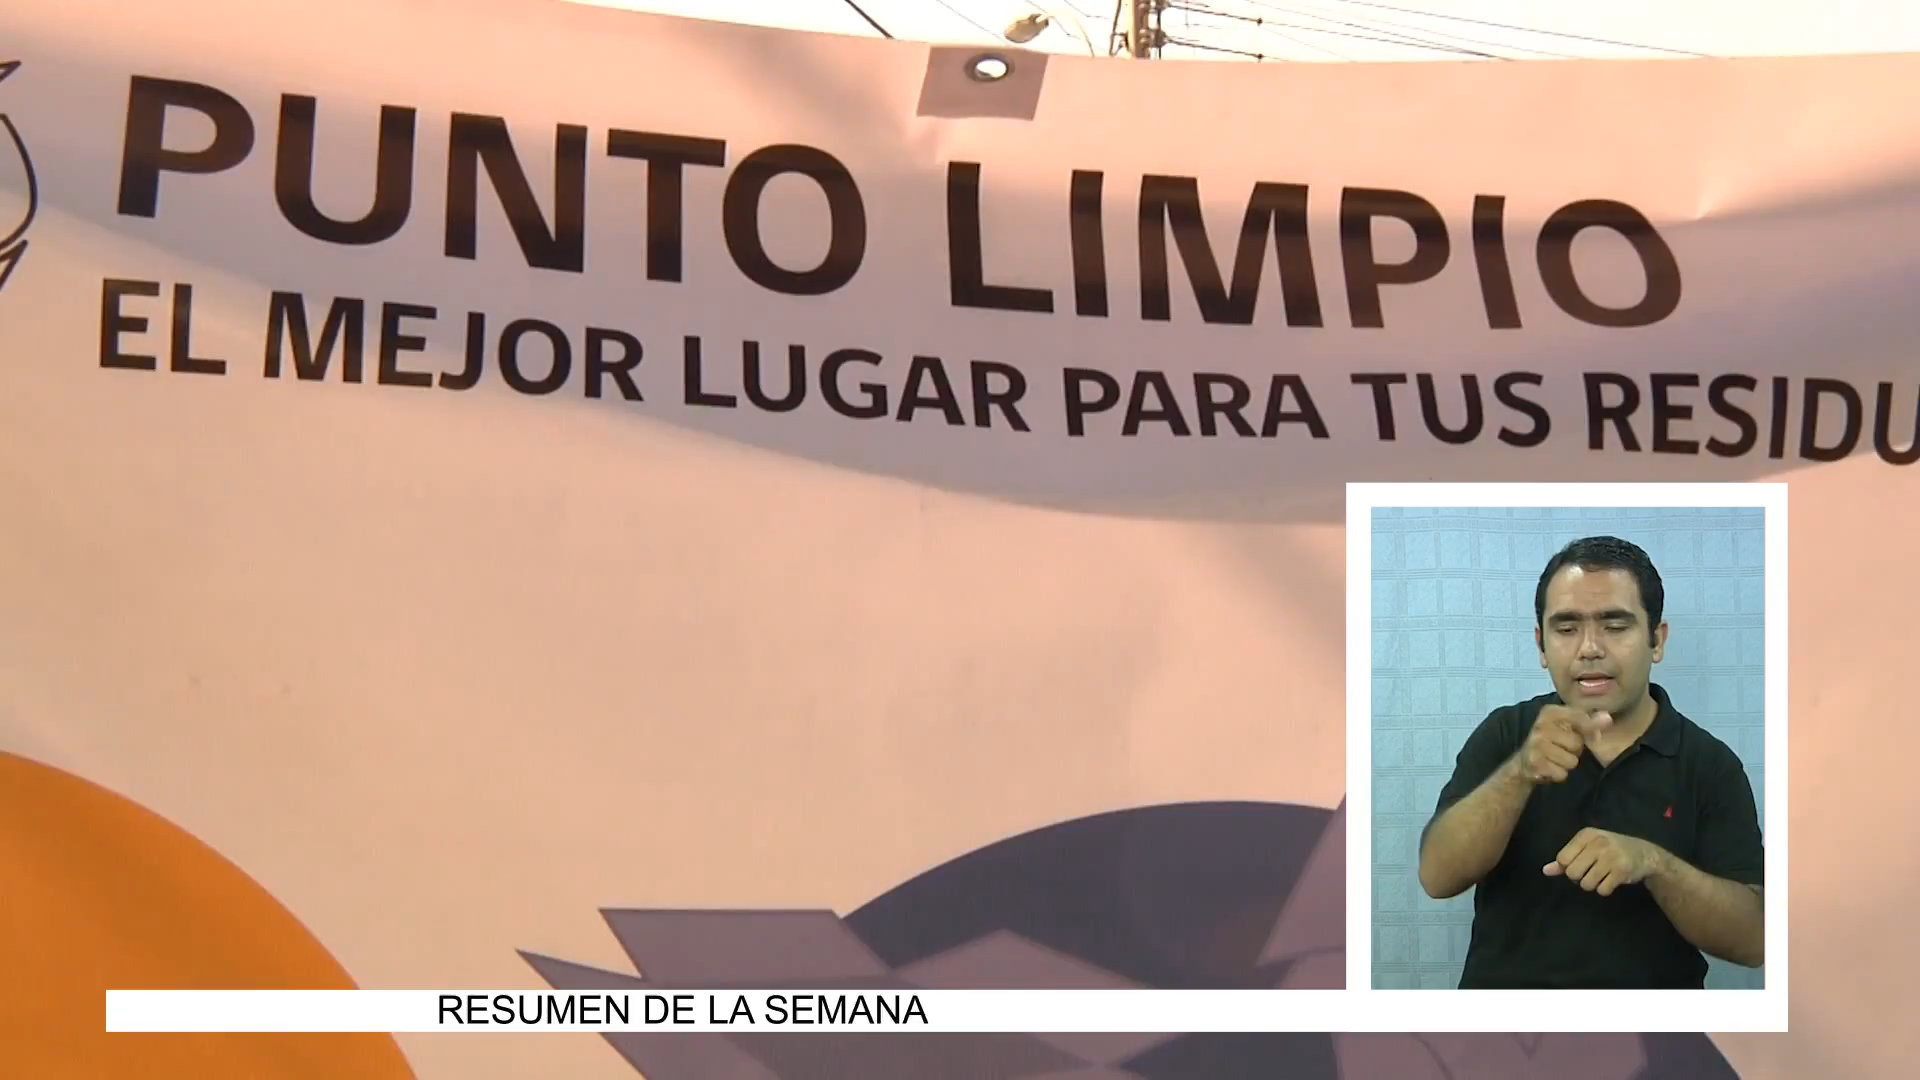 PUNTO LIMPIO
EL MEJOR LUGAR PARA TUS RESIDU
RESUMEN DE LA SEMANA